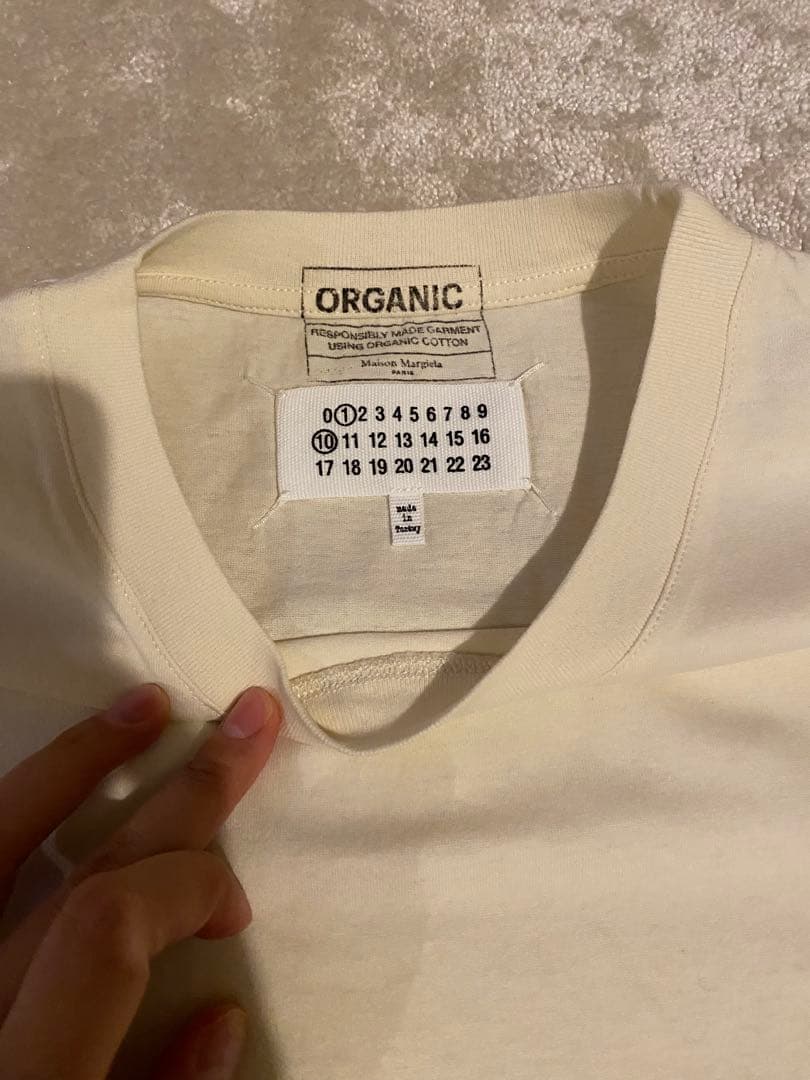 ORGANIC
RESPONSIBLY MADE GARMENT
USING ORGANIC COTTON
Maison Margiela
PARIS
0 1 2 3 4 5 6 7 8 9
10 11 12 13 14 15 16
17 18 19 20 21 22 23
made
in
Turkey